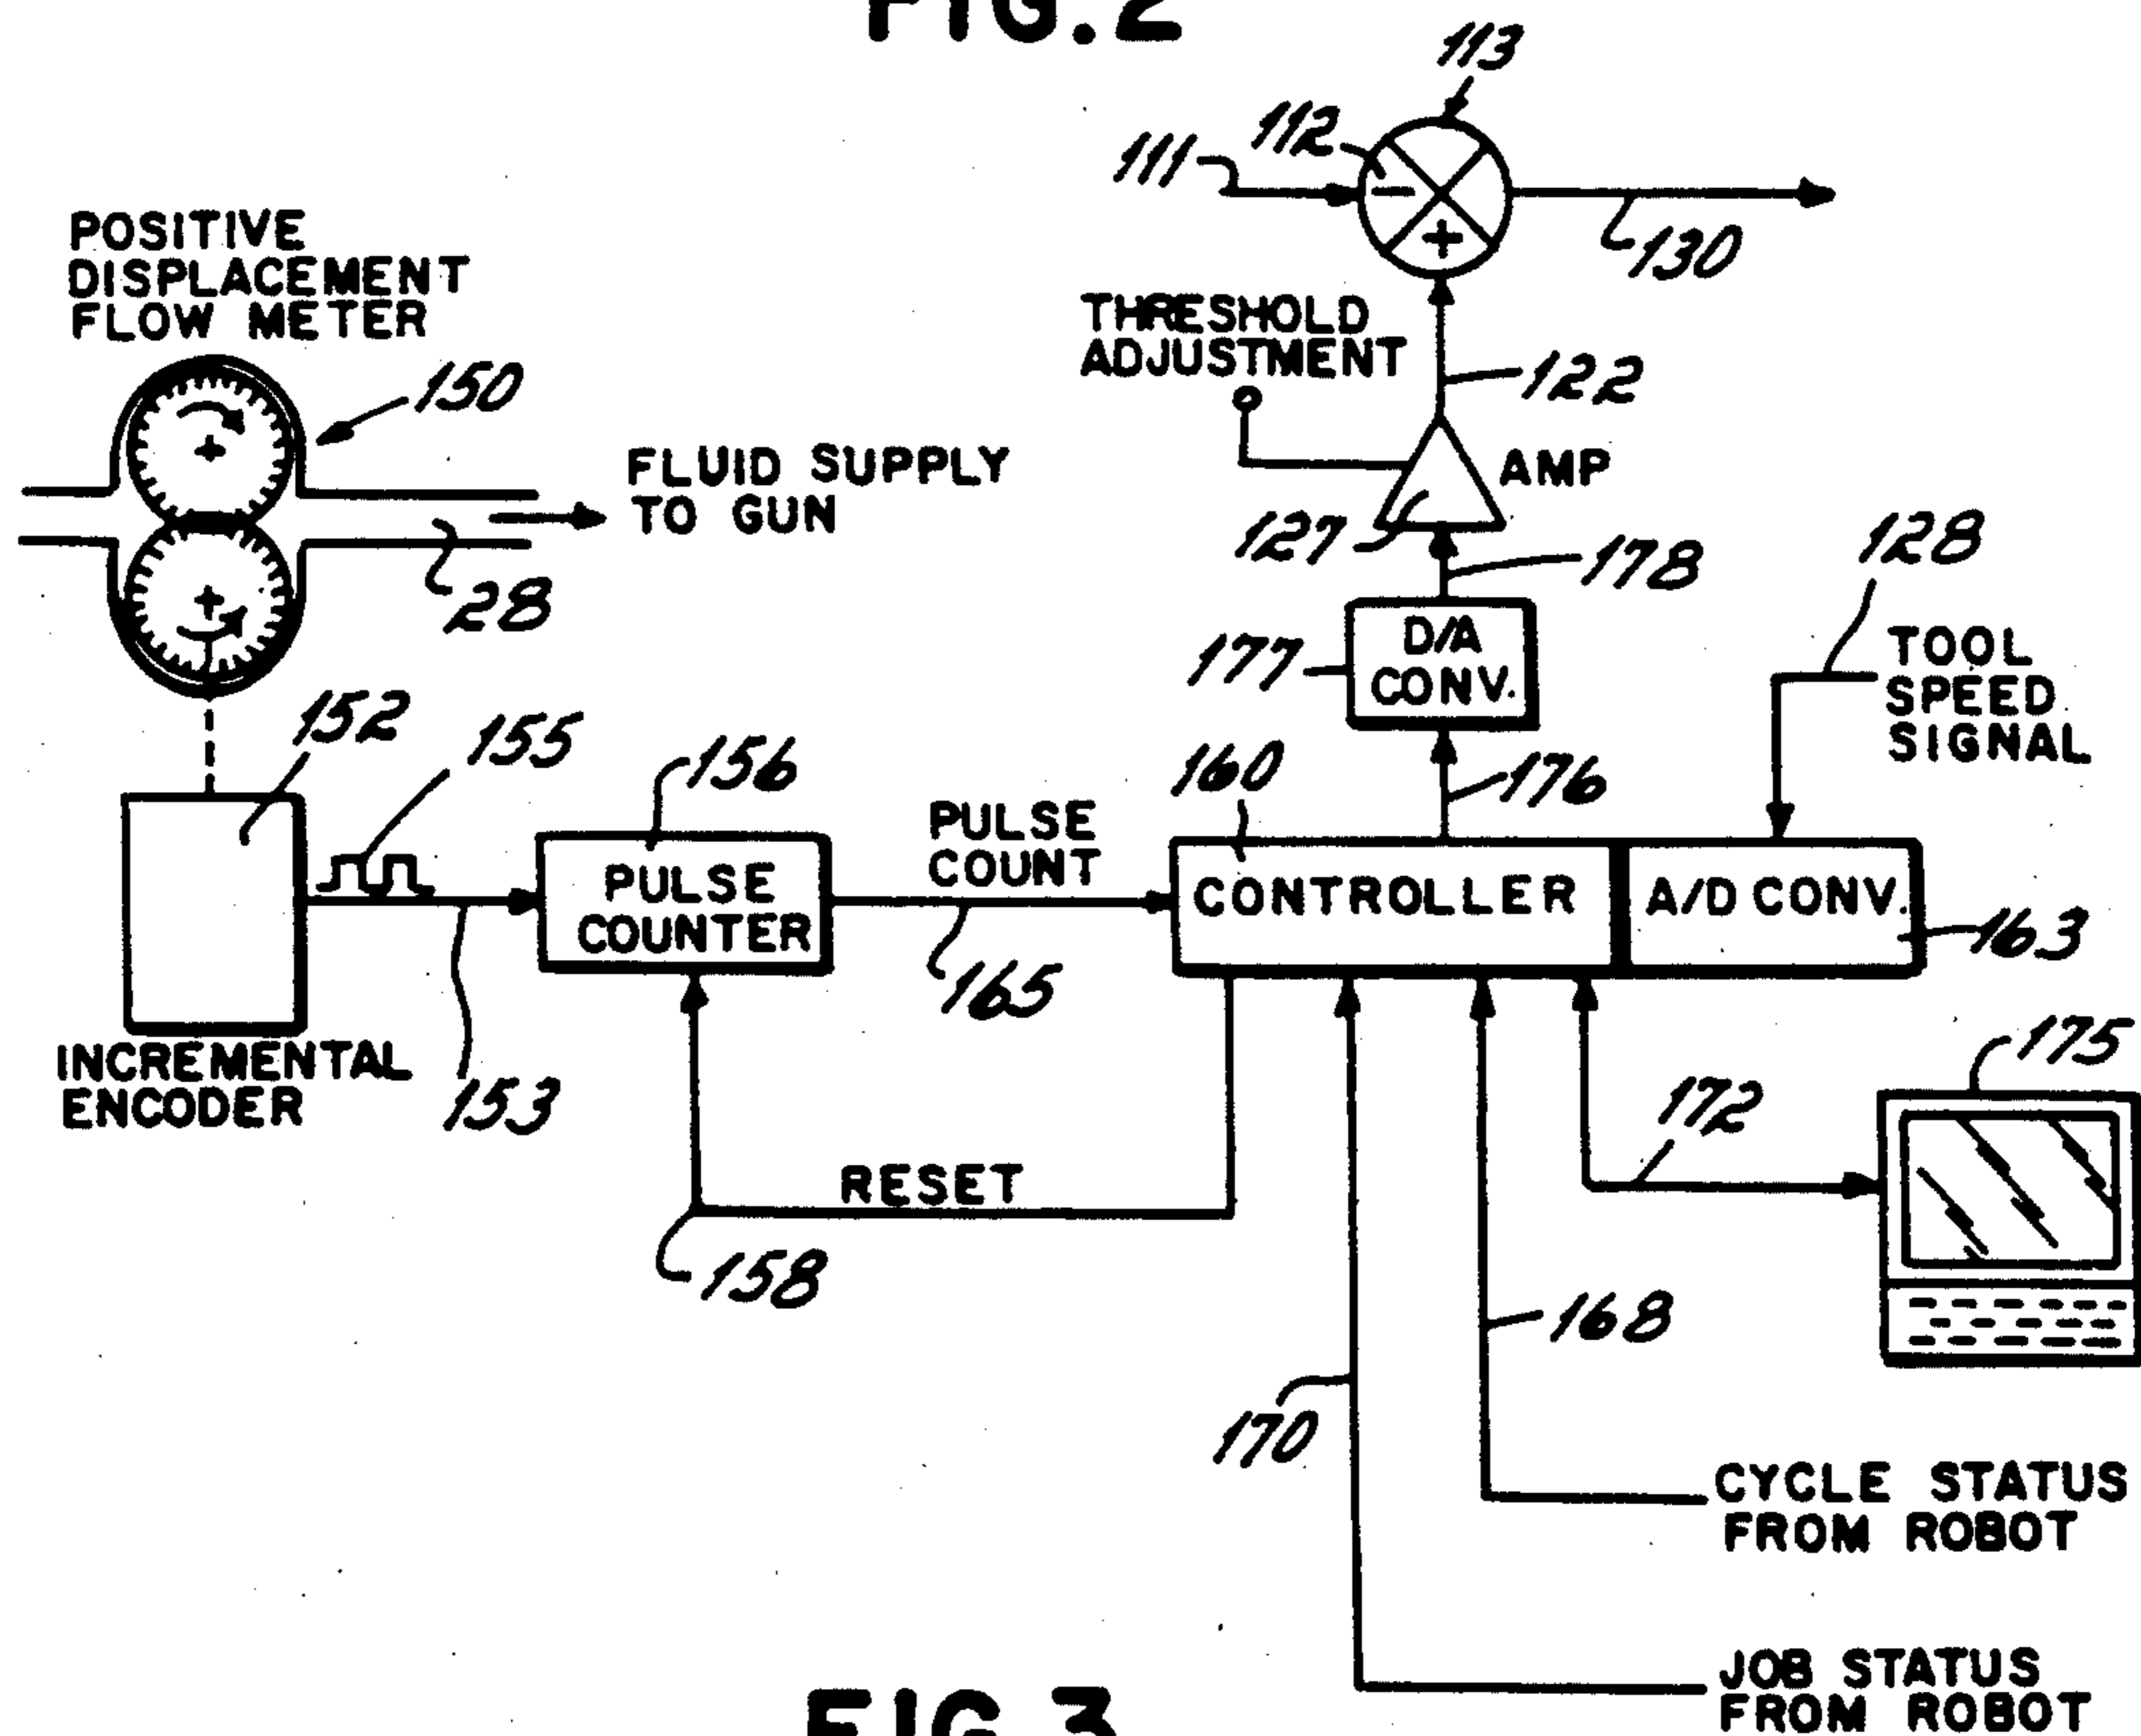 FIG. 2
113
112
111
130
POSITIVE
DISPLACEMENT
FLOW METER
THRESHOLD
ADJUSTMENT
122
150
FLUID SUPPLY
TO GUN
AMP
127
128
28
178
D/A
CONV.
177
TOOL
SPEED
SIGNAL
152
155
156
160
176
PULSE
COUNT
PULSE
COUNTER
CONTROLLER
A/D CONV.
163
165
INCREMENTAL
ENCODER
153
175
172
RESET
158
168
170
CYCLE STATUS
FROM ROBOT
JOB STATUS
FROM ROBOT
FIG. 3